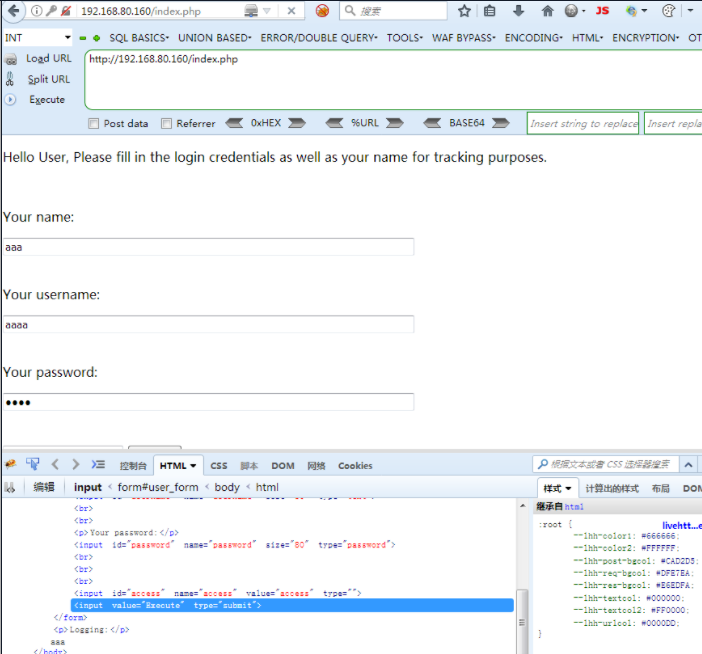 192.168.80.160/index.php
搜索
JS
INT
SQL BASICS
UNION BASED
ERROR/DOUBLE QUERY
TOOLS
WAF BYPASS
ENCODING
HTML
ENCRYPTION
OT
Load URL
http://192.168.80.160/index.php
Split URL
Execute
Post data
Referrer
0xHEX
%URL
BASE64
Insert string to replace
Insert repla
Hello User, Please fill in the login credentials as well as your name for tracking purposes.
Your name:
aaa
Your username:
aaaa
Your password:
控制台
HTML
CSS
脚本
DOM
网络
Cookies
根据文本或者 CSS 选择器搜索
编辑
input < form#user_form < body < html
样式
计算出的样式
布局
DOM
<br>
<br>
<p>Your password:</p>
<input id="password" name="password" size="80" type="password">
<br>
<br>
<br>
<input id="access" name="access" value="access" type="">
<input value="Execute" type="submit">
</form>
<p>Logging:</p>
aaa
</body>
继承自 html
:root {
livehtt...e
--lhh-color1: #666666;
--lhh-color2: #FFFFFF;
--lhh-post-bgcol: #CAD2D5;
--lhh-req-bgcol: #DFE7EA;
--lhh-res-bgcol: #E6EDFA;
--lhh-textcol: #000000;
--lhh-textcol2: #FF0000;
--lhh-urlcol: #0000DD;
}